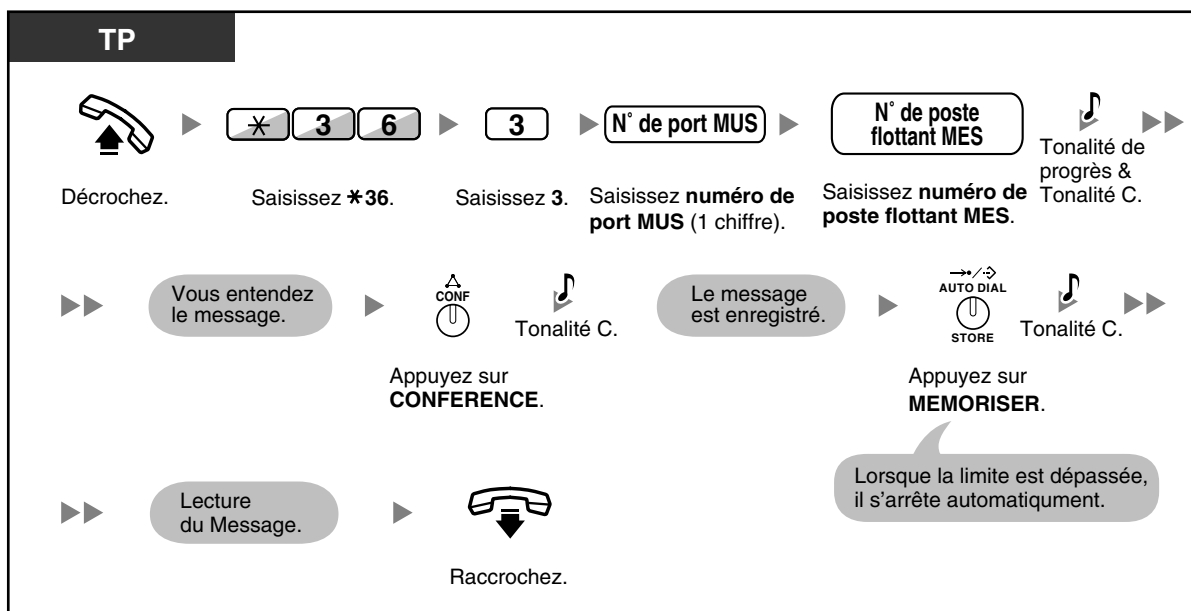 TP
✳ 3 6
3
N° de port MUS
N° de poste
flottant MES
Décrochez.
Saisissez ✳36.
Saisissez 3.
Saisissez numéro de
port MUS (1 chiffre).
Saisissez numéro de
poste flottant MES.
Tonalité de
progrès &
Tonalité C.
Vous entendez
le message.
CONF
Tonalité C.
Appuyez sur
CONFERENCE.
Le message
est enregistré.
AUTO DIAL
STORE
Tonalité C.
Appuyez sur
MEMORISER.
Lorsque la limite est dépassée,
il s’arrête automatiqument.
Lecture
du Message.
Raccrochez.